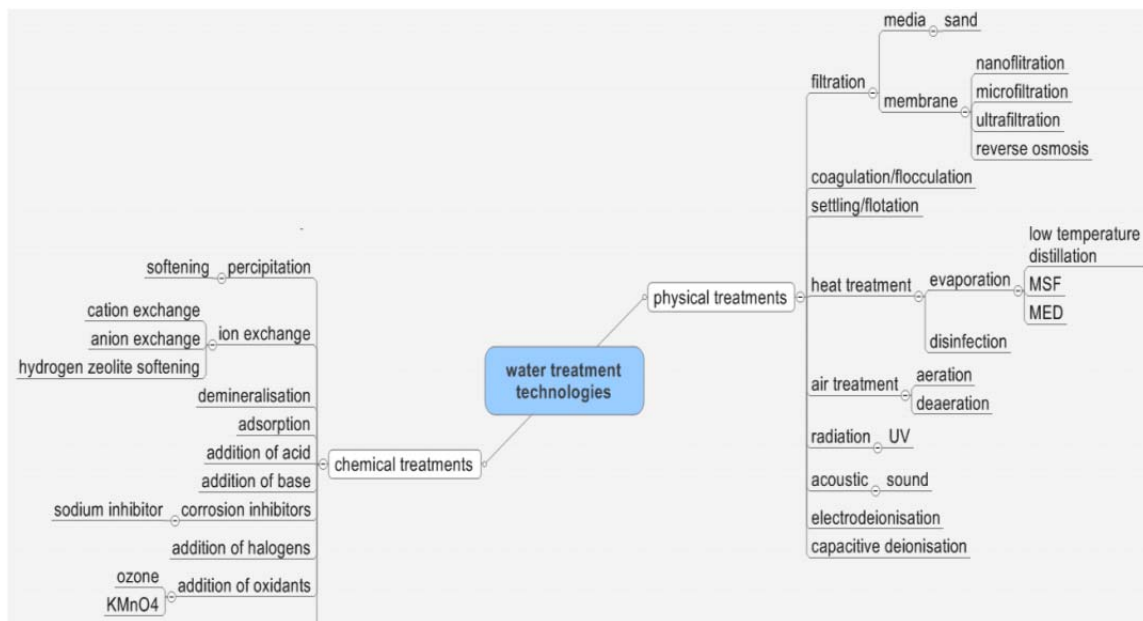 media
sand
filtration
membrane
nanoflitration
microfiltration
ultrafiltration
reverse osmosis
coagulation/flocculation
settling/flotation
low temperature
distillation
softening
percipitation
physical treatments
heat treatment
evaporation
MSF
MED
cation exchange
anion exchange
ion exchange
hydrogen zeolite softening
disinfection
water treatment
technologies
demineralisation
air treatment
aeration
deaeration
adsorption
radiation
UV
addition of acid
chemical treatments
addition of base
acoustic
sound
sodium inhibitor
corrosion inhibitors
electrodeionisation
addition of halogens
capacitive deionisation
ozone
addition of oxidants
KMnO4